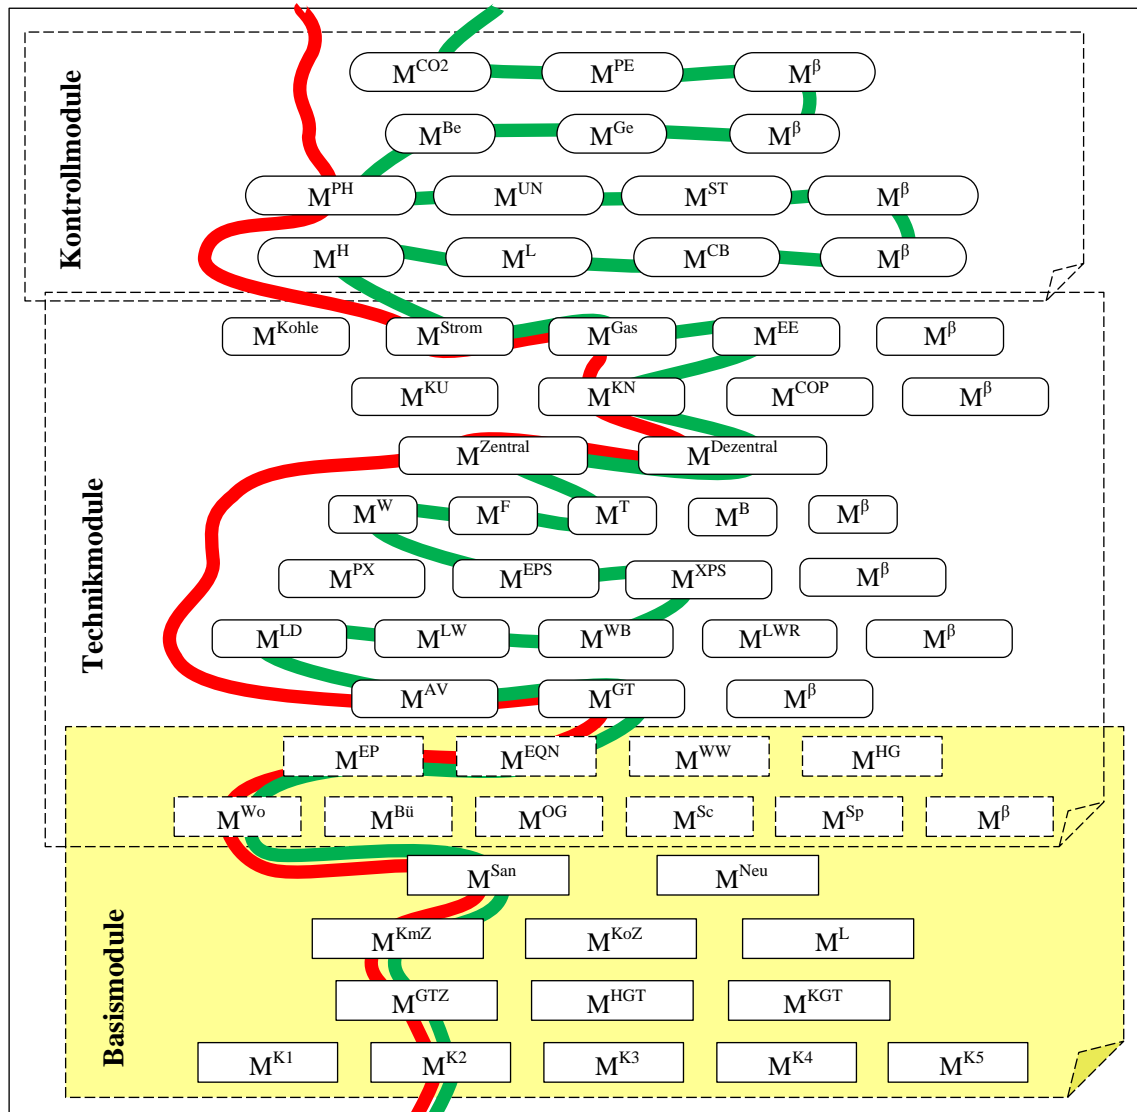 Kontrollmodule
M^CO2 M^PE M^β
M^Be M^Ge M^β
M^PH M^UN M^ST M^β
M^H M^L M^CB M^β
Technikmodule
M^Kohle M^Strom M^Gas M^EE M^β
M^KU M^KN M^COP M^β
M^Zentral M^Dezentral
M^W M^F M^T M^B M^β
M^PX M^EPS M^XPS M^β
M^LD M^LW M^WB M^LWR M^β
M^AV M^GT M^β
M^EP M^EQN M^WW M^HG
M^Wo M^Bü M^OG M^Sc M^Sp M^β
Basismodule
M^San M^Neu
M^KmZ M^KoZ M^L
M^GTZ M^HGT M^KGT
M^K1 M^K2 M^K3 M^K4 M^K5